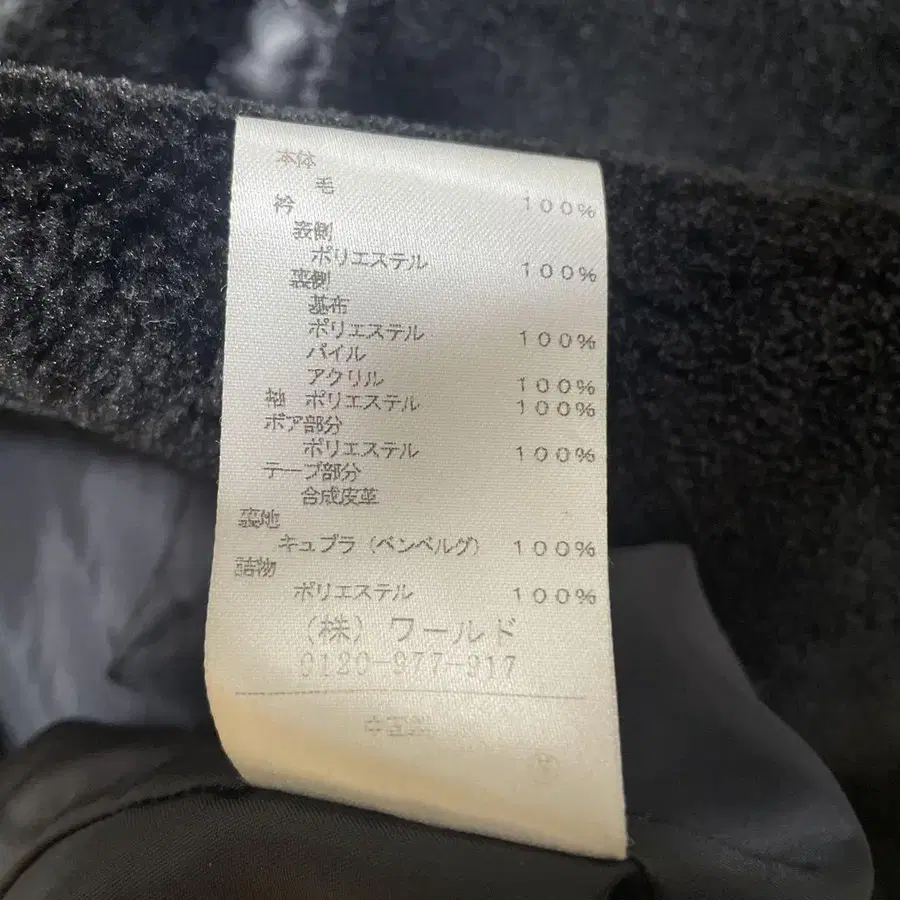 本体
毛 100%
衿
表側
ポリエステル 100%
裏側
基布
ポリエステル 100%
パイル
アクリル 100%
袖 ポリエステル 100%
ボア部分
ポリエステル 100%
テープ部分
合成皮革
裏地
キュプラ（ベンベルグ） 100%
詰物
ポリエステル 100%
（株）ワールド
0120-977-917
中国製